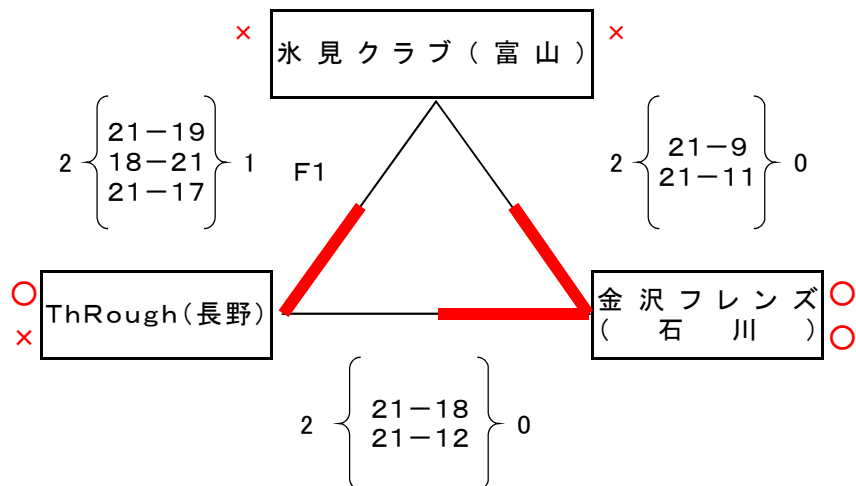 × 氷見クラブ(富山) ×
21-19
2 18-21 1
21-17
F1
21-9
2 0
21-11
○ ThRough(長野)
×
金沢フレンズ ○
(石川) ○
21-18
2 0
21-12